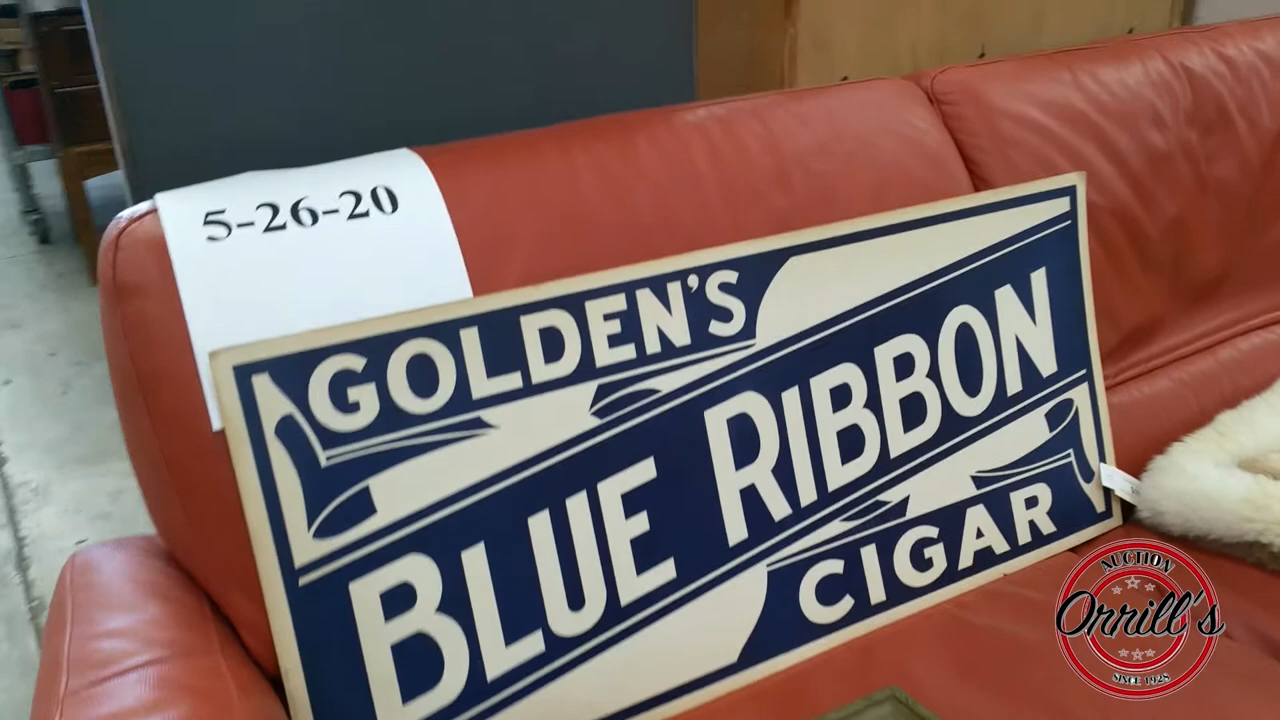 5-26-20
GOLDEN'S
BLUE RIBBON
CIGAR
AUCTION
Orrill's
SINCE 1928